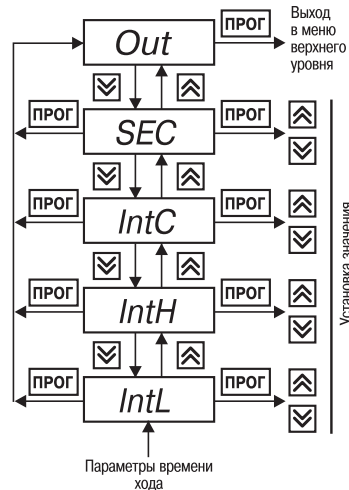 ПРОГ
Выход
в меню
верхнего
уровня
Out
ПРОГ
ПРОГ
SEC
ПРОГ
ПРОГ
IntC
Установка значения
ПРОГ
ПРОГ
IntH
ПРОГ
ПРОГ
IntL
Параметры времени
хода